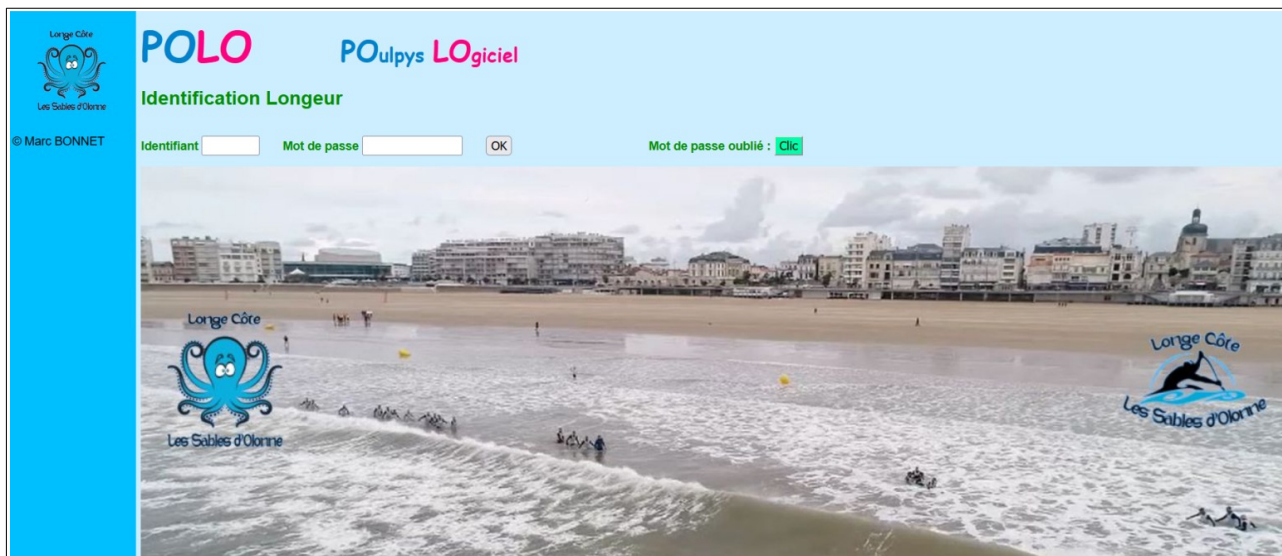 Longe Côte
Les Sables d'Olonne
© Marc BONNET
POLO POulpys LOgiciel
Identification Longeur
Identifiant Mot de passe OK Mot de passe oublié : Clic
Longe Côte
Les Sables d'Olonne
Longe Côte
Les Sables d'Olonne